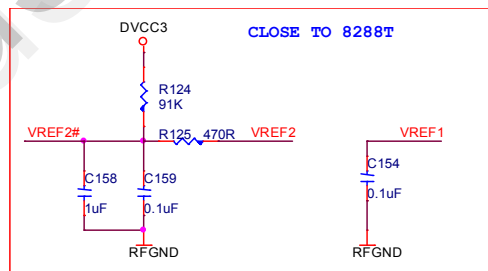 DVCC3
CLOSE TO 8288T
R124
91K
VREF2#
R125 470R
VREF2
VREF1
C158
C159
C154
1uF
0.1uF
0.1uF
RFGND
RFGND